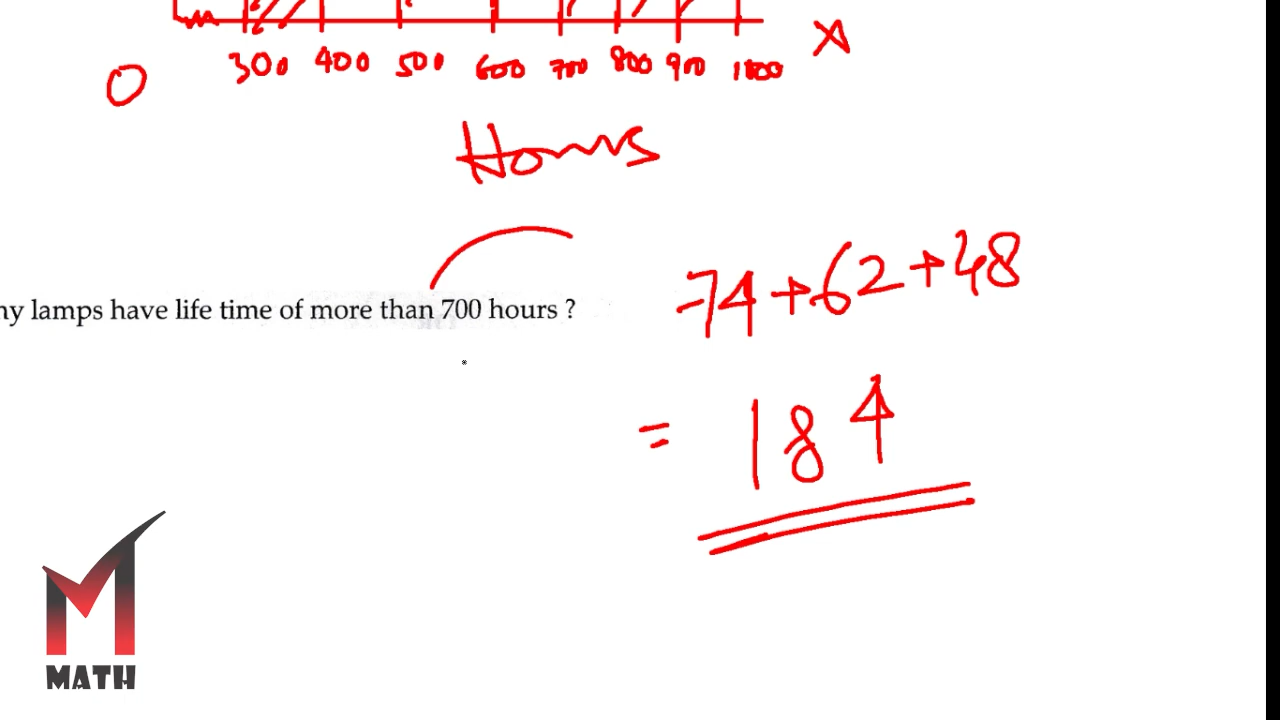 300 400 500 600 700 800 900 1000 X
O
Hours
ny lamps have life time of more than 700 hours ?
74+62+48
= 184
MATH